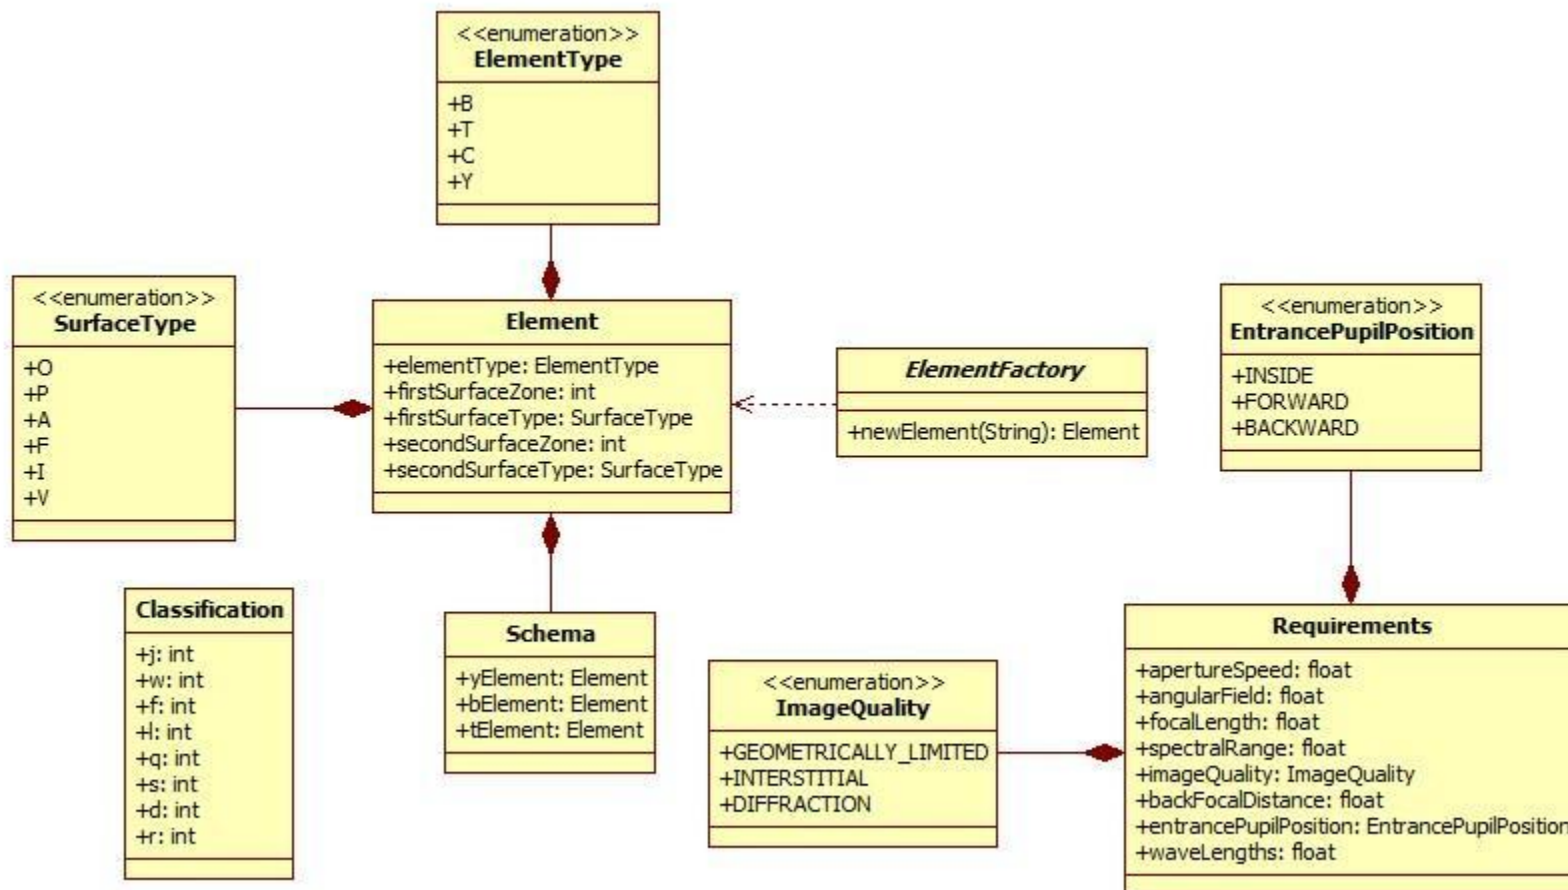 <<enumeration>>
ElementType
+B
+T
+C
+Y
<<enumeration>>
SurfaceType
+O
+P
+A
+F
+I
+V
Element
+elementType: ElementType
+firstSurfaceZone: int
+firstSurfaceType: SurfaceType
+secondSurfaceZone: int
+secondSurfaceType: SurfaceType
ElementFactory
+newElement(String): Element
<<enumeration>>
EntrancePupilPosition
+INSIDE
+FORWARD
+BACKWARD
Classification
+j: int
+w: int
+f: int
+l: int
+q: int
+s: int
+d: int
+r: int
Schema
+yElement: Element
+bElement: Element
+tElement: Element
<<enumeration>>
ImageQuality
+GEOMETRICALLY_LIMITED
+INTERSTITIAL
+DIFFRACTION
Requirements
+apertureSpeed: float
+angularField: float
+focalLength: float
+spectralRange: float
+imageQuality: ImageQuality
+backFocalDistance: float
+entrancePupilPosition: EntrancePupilPosition
+waveLengths: float